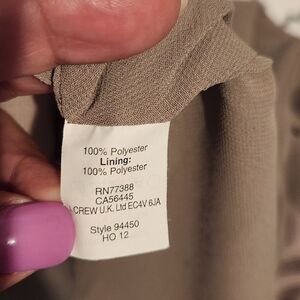 100% Polyester
Lining:
100% Polyester
RN77388
CA56445
CREW U.K. Ltd EC4V 6JA
Style 94450
HO 12